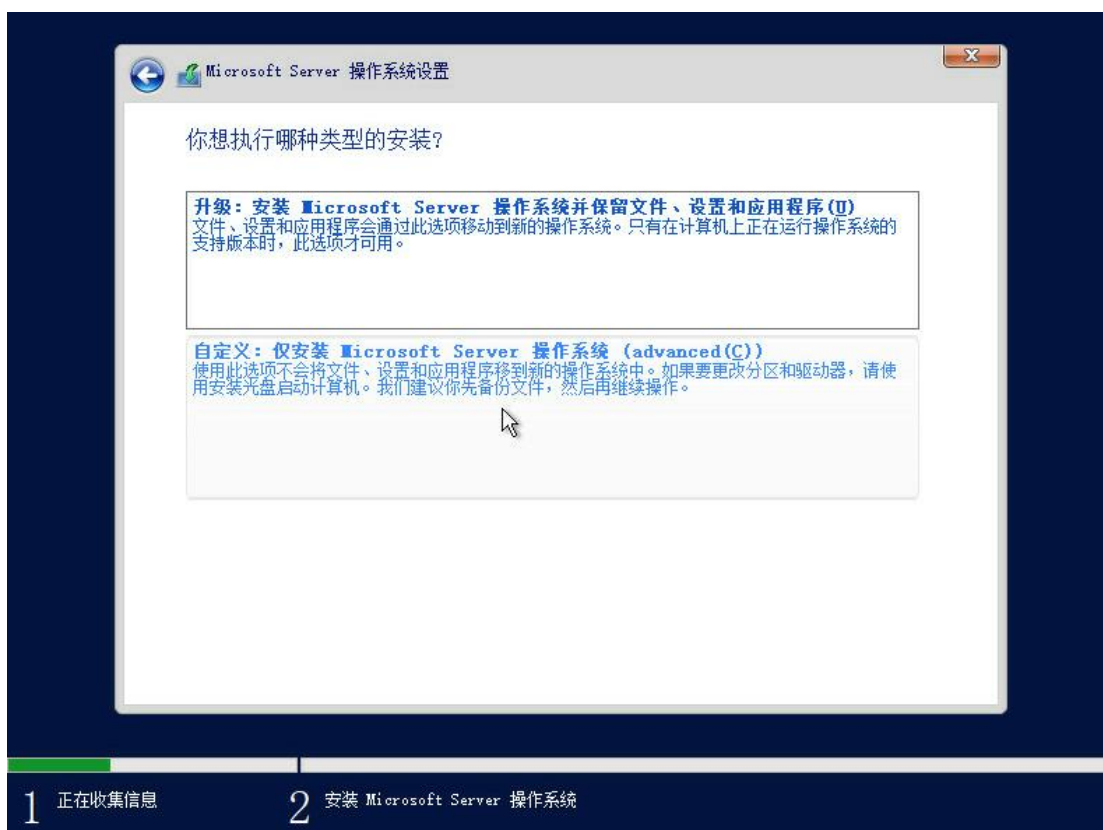 Microsoft Server 操作系统设置
你想执行哪种类型的安装?
升级: 安装 Microsoft Server 操作系统并保留文件、设置和应用程序(U)
文件、设置和应用程序会通过此选项移动到新的操作系统。只有在计算机上正在运行操作系统的
支持版本时，此选项才可用。
自定义: 仅安装 Microsoft Server 操作系统 (advanced(C))
使用此选项不会将文件、设置和应用程序移到新的操作系统中。如果要更改分区和驱动器，请使
用安装光盘启动计算机。我们建议你先备份文件，然后再继续操作。
1 正在收集信息
2 安装 Microsoft Server 操作系统